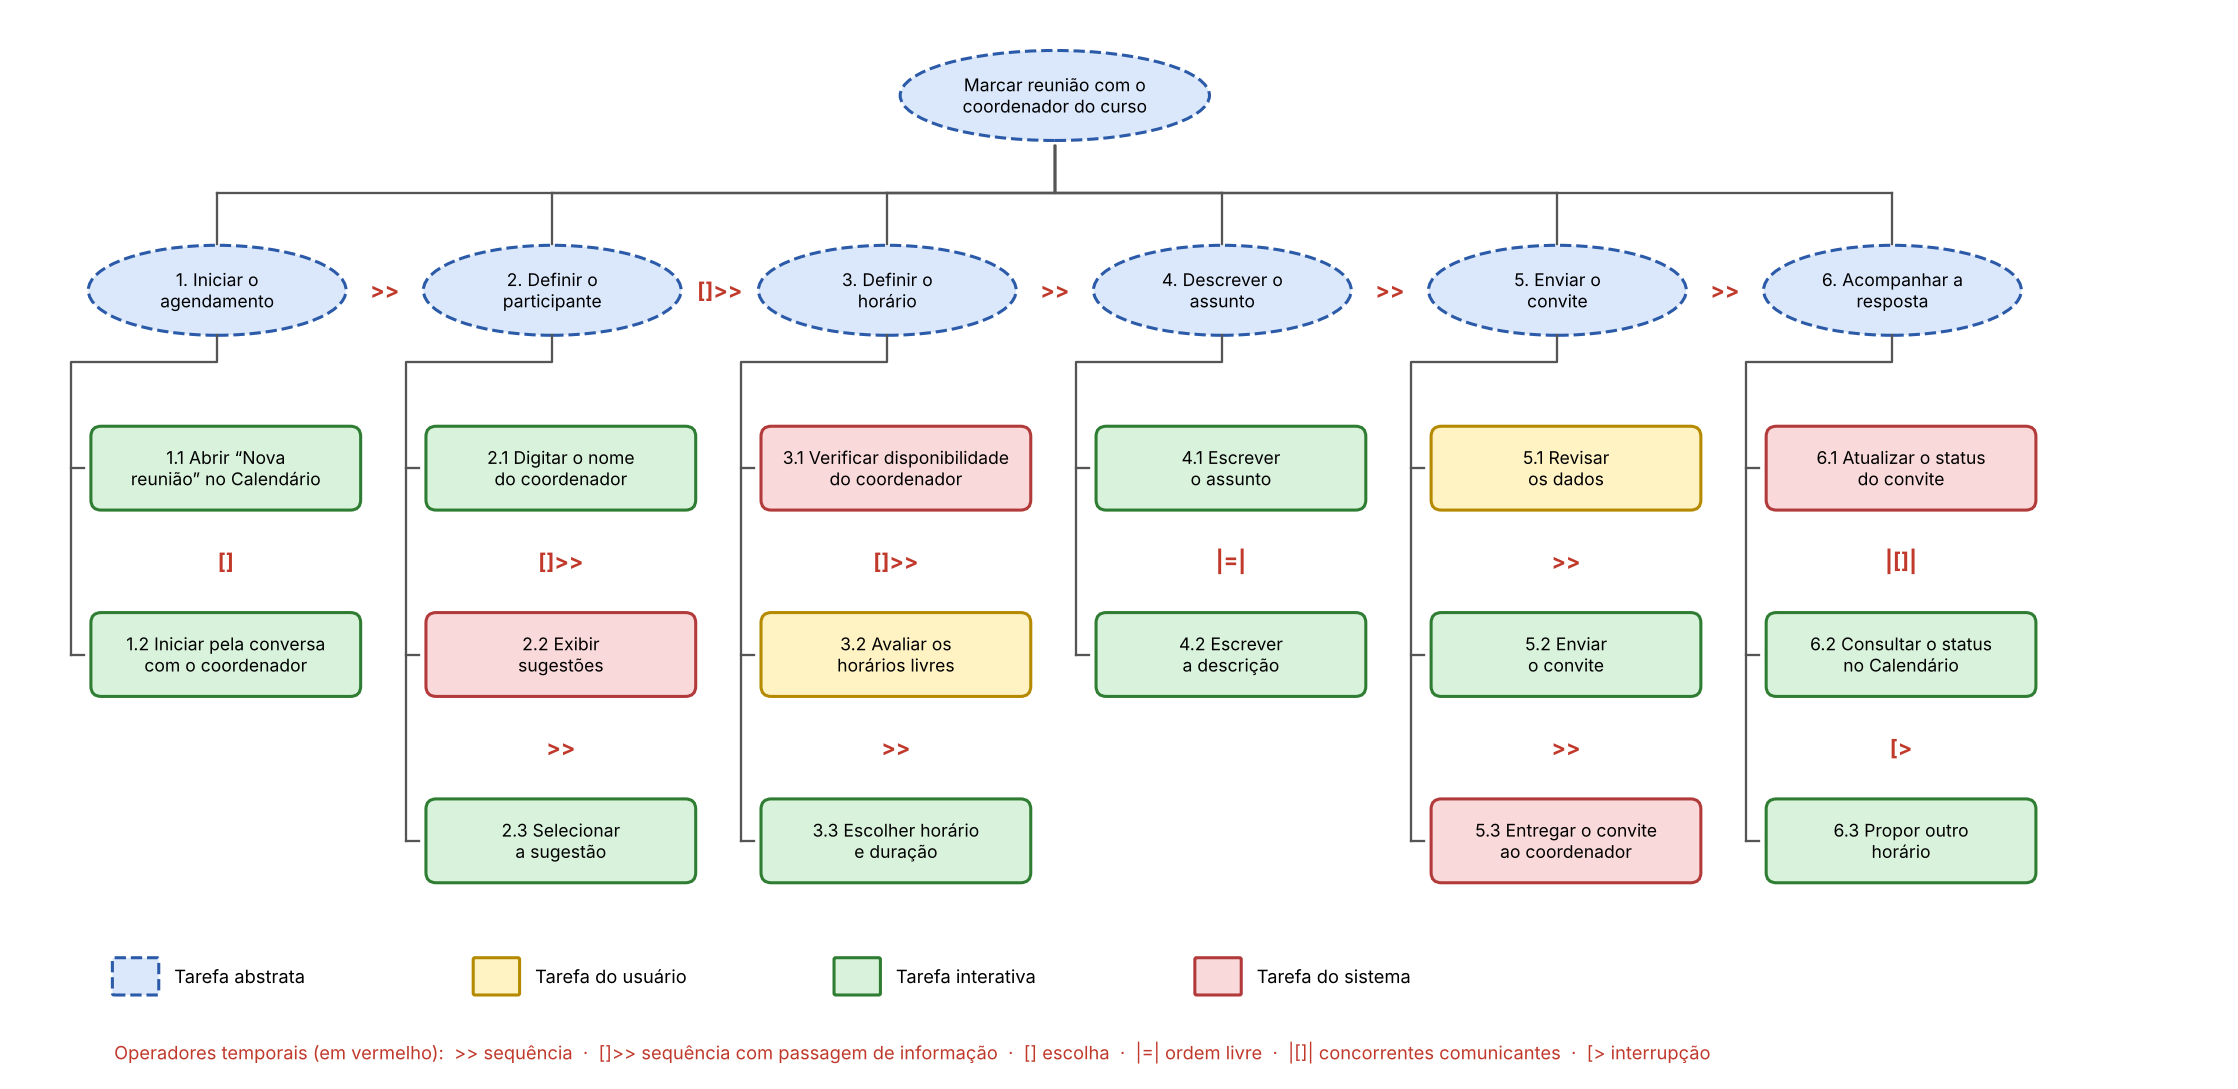 Marcar reunião com o
coordenador do curso
1. Iniciar o
agendamento
>>
2. Definir o
participante
[]>>
3. Definir o
horário
>>
4. Descrever o
assunto
>>
5. Enviar o
convite
>>
6. Acompanhar a
resposta
1.1 Abrir “Nova
reunião” no Calendário
[]
1.2 Iniciar pela conversa
com o coordenador
2.1 Digitar o nome
do coordenador
[]>>
2.2 Exibir
sugestões
>>
2.3 Selecionar
a sugestão
3.1 Verificar disponibilidade
do coordenador
[]>>
3.2 Avaliar os
horários livres
>>
3.3 Escolher horário
e duração
4.1 Escrever
o assunto
|=|
4.2 Escrever
a descrição
5.1 Revisar
os dados
>>
5.2 Enviar
o convite
>>
5.3 Entregar o convite
ao coordenador
6.1 Atualizar o status
do convite
|[]|
6.2 Consultar o status
no Calendário
[>
6.3 Propor outro
horário
Tarefa abstrata
Tarefa do usuário
Tarefa interativa
Tarefa do sistema
Operadores temporais (em vermelho): >> sequência · []>> sequência com passagem de informação · [] escolha · |=| ordem livre · |[]| concorrentes comunicantes · [> interrupção